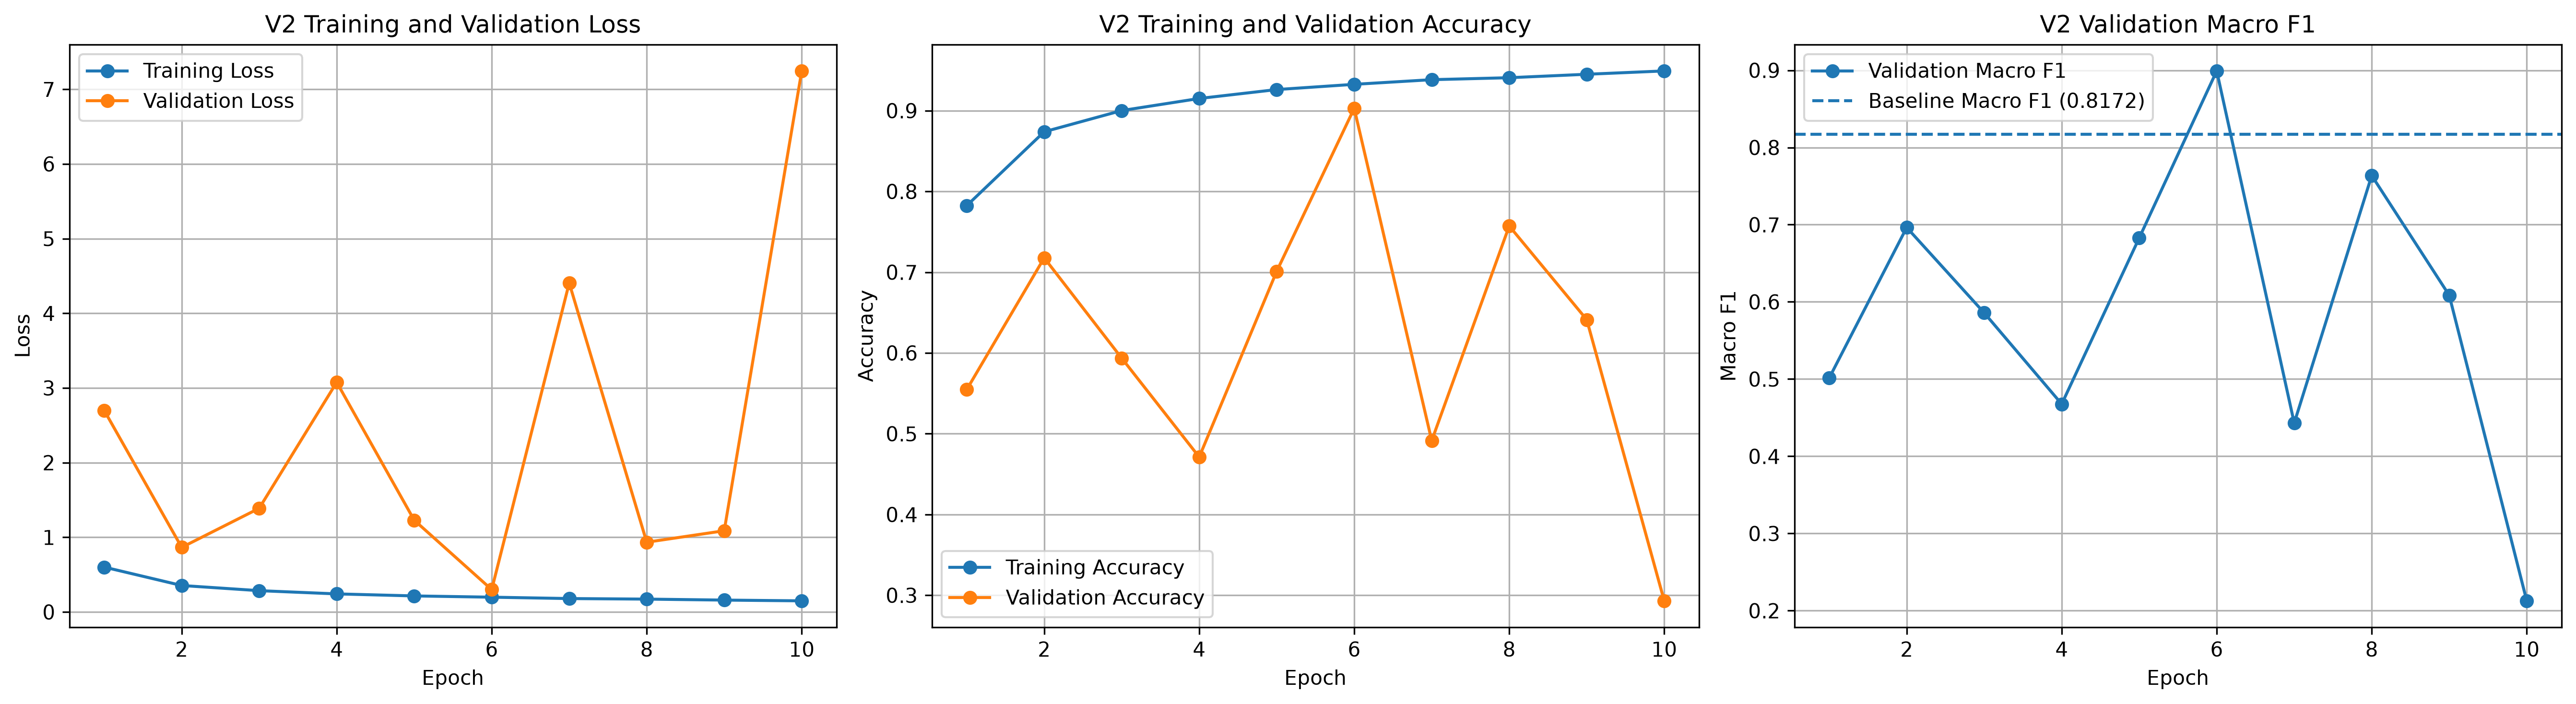 V2 Training and Validation Loss
Training Loss
Validation Loss
7
6
5
4
3
2
1
0
Loss
2 4 6 8 10
Epoch
V2 Training and Validation Accuracy
0.9
0.8
0.7
0.6
0.5
0.4
0.3
Accuracy
Training Accuracy
Validation Accuracy
2 4 6 8 10
Epoch
V2 Validation Macro F1
Validation Macro F1
Baseline Macro F1 (0.8172)
0.9
0.8
0.7
0.6
0.5
0.4
0.3
0.2
Macro F1
2 4 6 8 10
Epoch